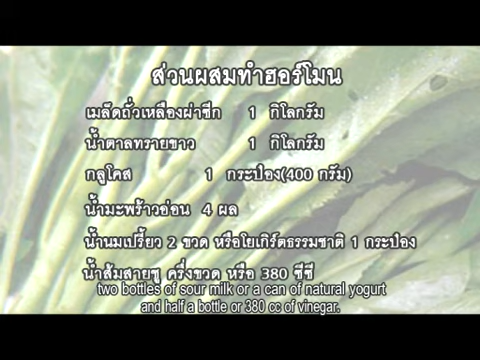 ส่วนผสมทำฮอร์โมน
เมล็ดถั่วเหลืองผ่าซีก 1 กิโลกรัม
น้ำตาลทรายขาว 1 กิโลกรัม
กลูโคส 1 กระป๋อง(400 กรัม)
น้ำมะพร้าวอ่อน 4 ผล
น้ำนมเปรี้ยว 2 ขวด หรือโยเกิร์ตธรรมชาติ 1 กระป๋อง
น้ำส้มสายชู ครึ่งขวด หรือ 380 ซีซี
two bottles of sour milk or a can of natural yogurt
and half a bottle or 380 cc of vinegar.